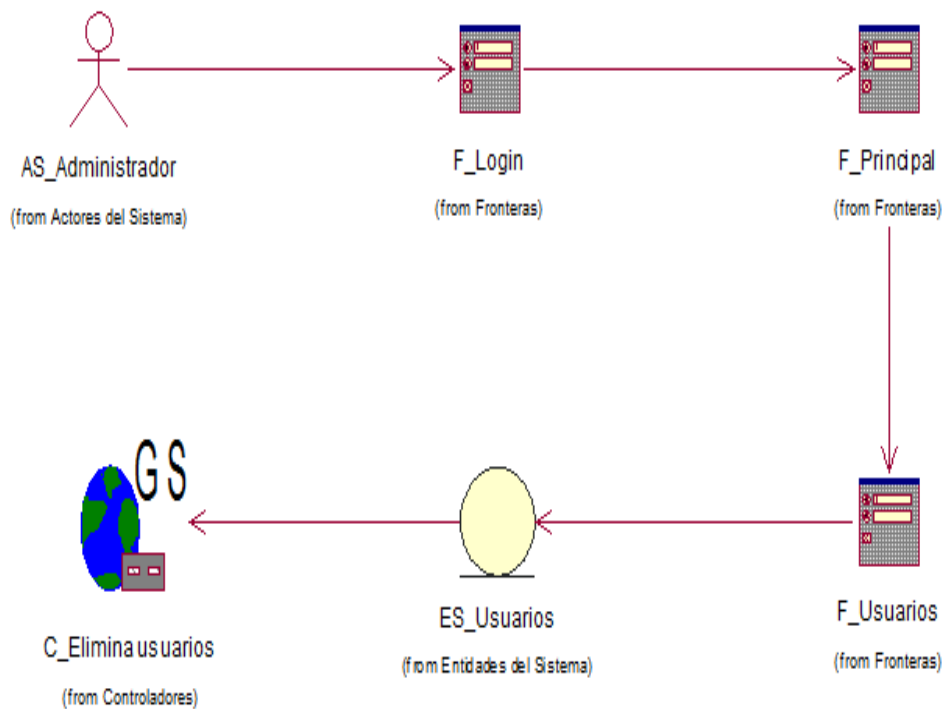 AS_Administrador
(from Actores del Sistema)
F_Login
(from Fronteras)
F_Principal
(from Fronteras)
GS
C_Elimina usuarios
(from Controladores)
ES_Usuarios
(from Entidades del Sistema)
F_Usuarios
(from Fronteras)